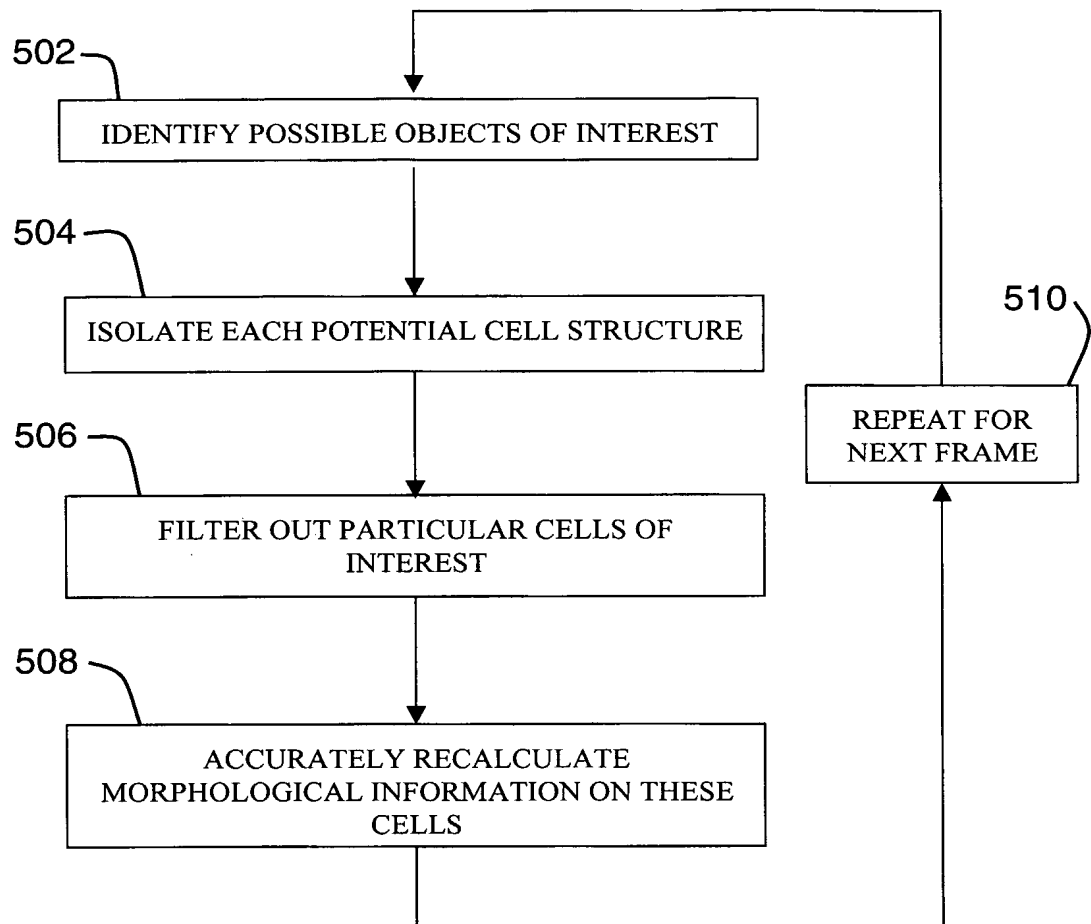 502
IDENTIFY POSSIBLE OBJECTS OF INTEREST
504
ISOLATE EACH POTENTIAL CELL STRUCTURE
510
REPEAT FOR
NEXT FRAME
506
FILTER OUT PARTICULAR CELLS OF
INTEREST
508
ACCURATELY RECALCULATE
MORPHOLOGICAL INFORMATION ON THESE
CELLS